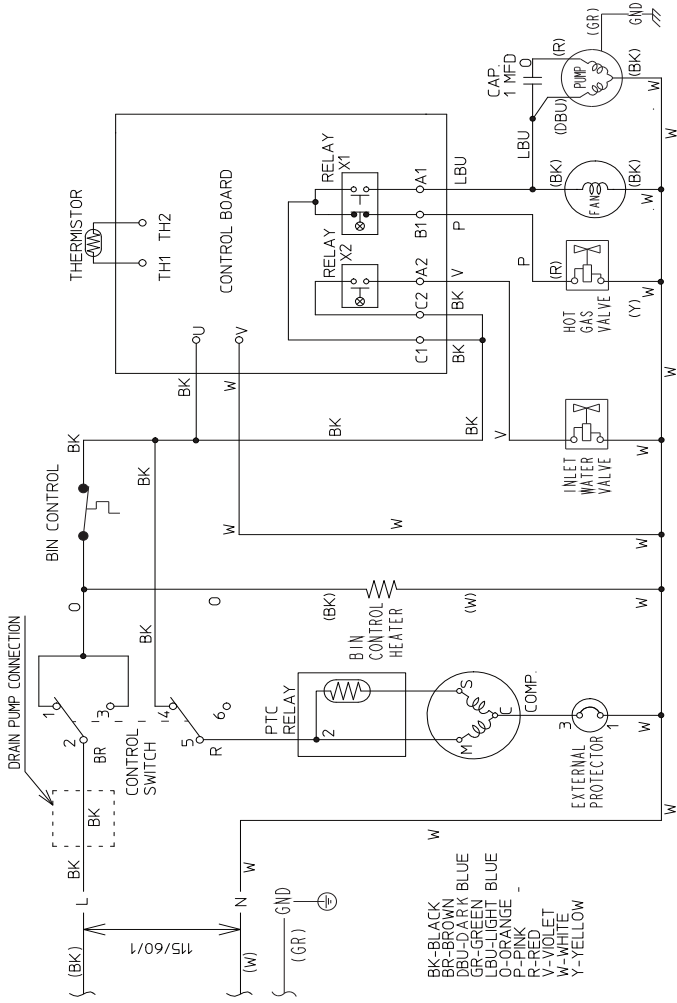 DRAIN PUMP CONNECTION
BIN CONTROL
THERMISTOR
TH1 TH2
CONTROL BOARD
RELAY
X1
RELAY
X2
U
V
C1
C2
A2
B1
A1
BK
BK
V
P
LBU
LBU
CAP.
1 MFD
O
(R)
(DBU)
PUMP
(GR)
GND
(BK)
W
W
(BK)
FAN
(BK)
W
P
(R)
HOT
GAS
VALVE
(Y)
W
W
V
INLET
WATER
VALVE
W
BK
W
BK
BK
BK
BK
W
W
W
O
O
BK
(BK)
BIN
CONTROL
HEATER
(W)
W
1
2
3
4
5
6
BR
CONTROL
SWITCH
R
PTC
RELAY
2
S
M
C
COMP.
3
1
EXTERNAL
PROTECTOR
W
BK
BK
L
(BK)
115/60/1
N
W
(W)
W
GND
(GR)
BK-BLACK
BR-BROWN
DBU-DARK BLUE
GR-GREEN
LBU-LIGHT BLUE
O-ORANGE
P-PINK
R-RED
V-VIOLET
W-WHITE
Y-YELLOW